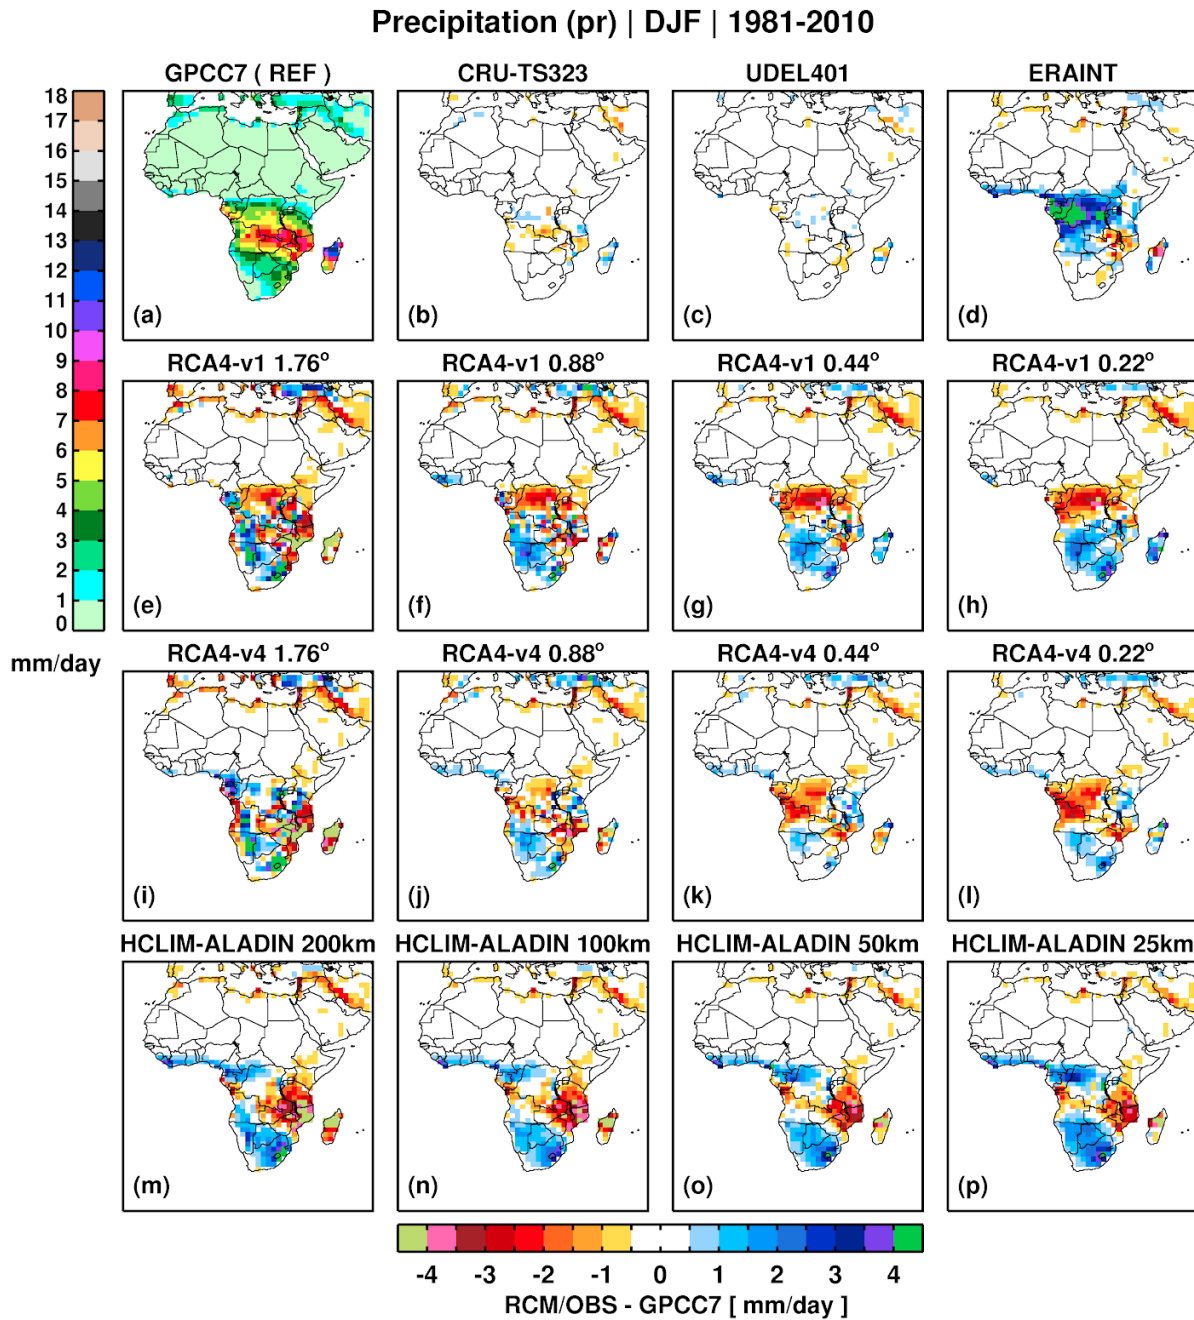 Precipitation (pr) | DJF | 1981-2010
GPCC7 ( REF )
CRU-TS323
UDEL401
ERAINT
18
17
16
15
14
13
12
11
10
9
8
7
6
5
4
3
2
1
0
mm/day
(a)
(b)
(c)
(d)
RCA4-v1 1.76°
RCA4-v1 0.88°
RCA4-v1 0.44°
RCA4-v1 0.22°
(e)
(f)
(g)
(h)
RCA4-v4 1.76°
RCA4-v4 0.88°
RCA4-v4 0.44°
RCA4-v4 0.22°
(i)
(j)
(k)
(l)
HCLIM-ALADIN 200km
HCLIM-ALADIN 100km
HCLIM-ALADIN 50km
HCLIM-ALADIN 25km
(m)
(n)
(o)
(p)
-4 -3 -2 -1 0 1 2 3 4
RCM/OBS - GPCC7 [ mm/day ]